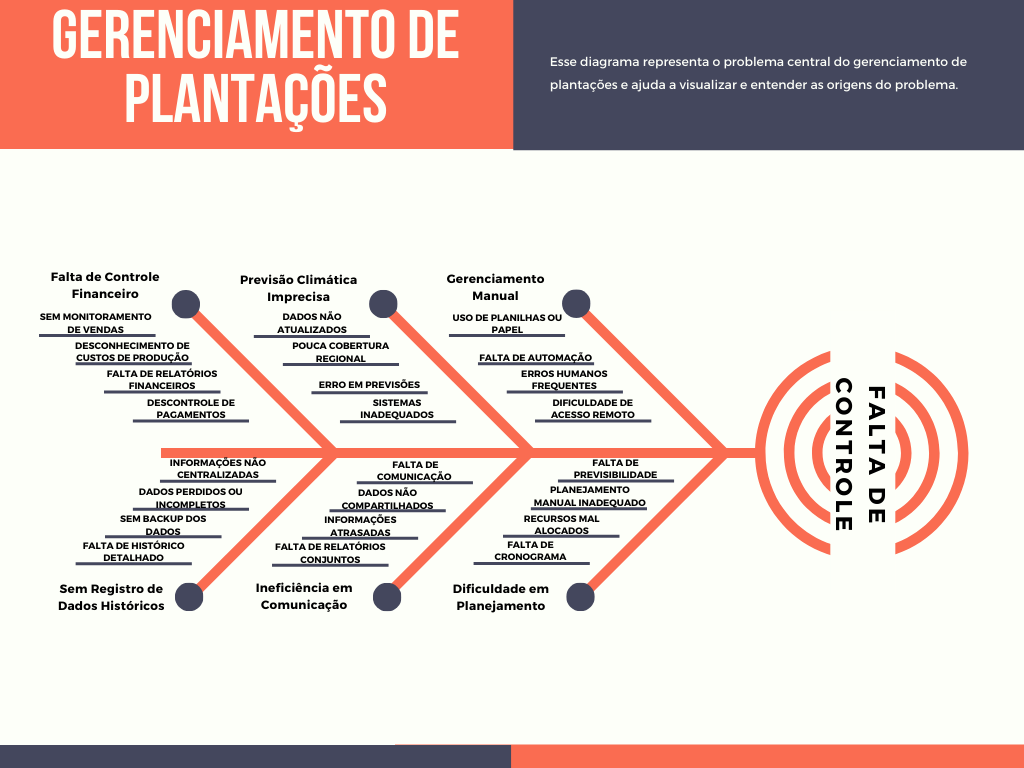 GERENCIAMENTO DE
PLANTAÇÕES
Esse diagrama representa o problema central do gerenciamento de
plantações e ajuda a visualizar e entender as origens do problema.
Falta de Controle
Financeiro
SEM MONITORAMENTO
DE VENDAS
DESCONHECIMENTO DE
CUSTOS DE PRODUÇÃO
FALTA DE RELATÓRIOS
FINANCEIROS
DESCONTROLE DE
PAGAMENTOS
Previsão Climática
Imprecisa
DADOS NÃO
ATUALIZADOS
POUCA COBERTURA
REGIONAL
ERRO EM PREVISÕES
SISTEMAS
INADEQUADOS
Gerenciamento
Manual
USO DE PLANILHAS OU
PAPEL
FALTA DE AUTOMAÇÃO
ERROS HUMANOS
FREQUENTES
DIFICULDADE DE
ACESSO REMOTO
INFORMAÇÕES NÃO
CENTRALIZADAS
DADOS PERDIDOS OU
INCOMPLETOS
SEM BACKUP DOS
DADOS
FALTA DE HISTÓRICO
DETALHADO
Sem Registro de
Dados Históricos
FALTA DE
COMUNICAÇÃO
DADOS NÃO
COMPARTILHADOS
INFORMAÇÕES
ATRASADAS
FALTA DE RELATÓRIOS
CONJUNTOS
Ineficiência em
Comunicação
FALTA DE
PREVISIBILIDADE
PLANEJAMENTO
MANUAL INADEQUADO
RECURSOS MAL
ALOCADOS
FALTA DE
CRONOGRAMA
Dificuldade em
Planejamento
FALTA DE
CONTROLE